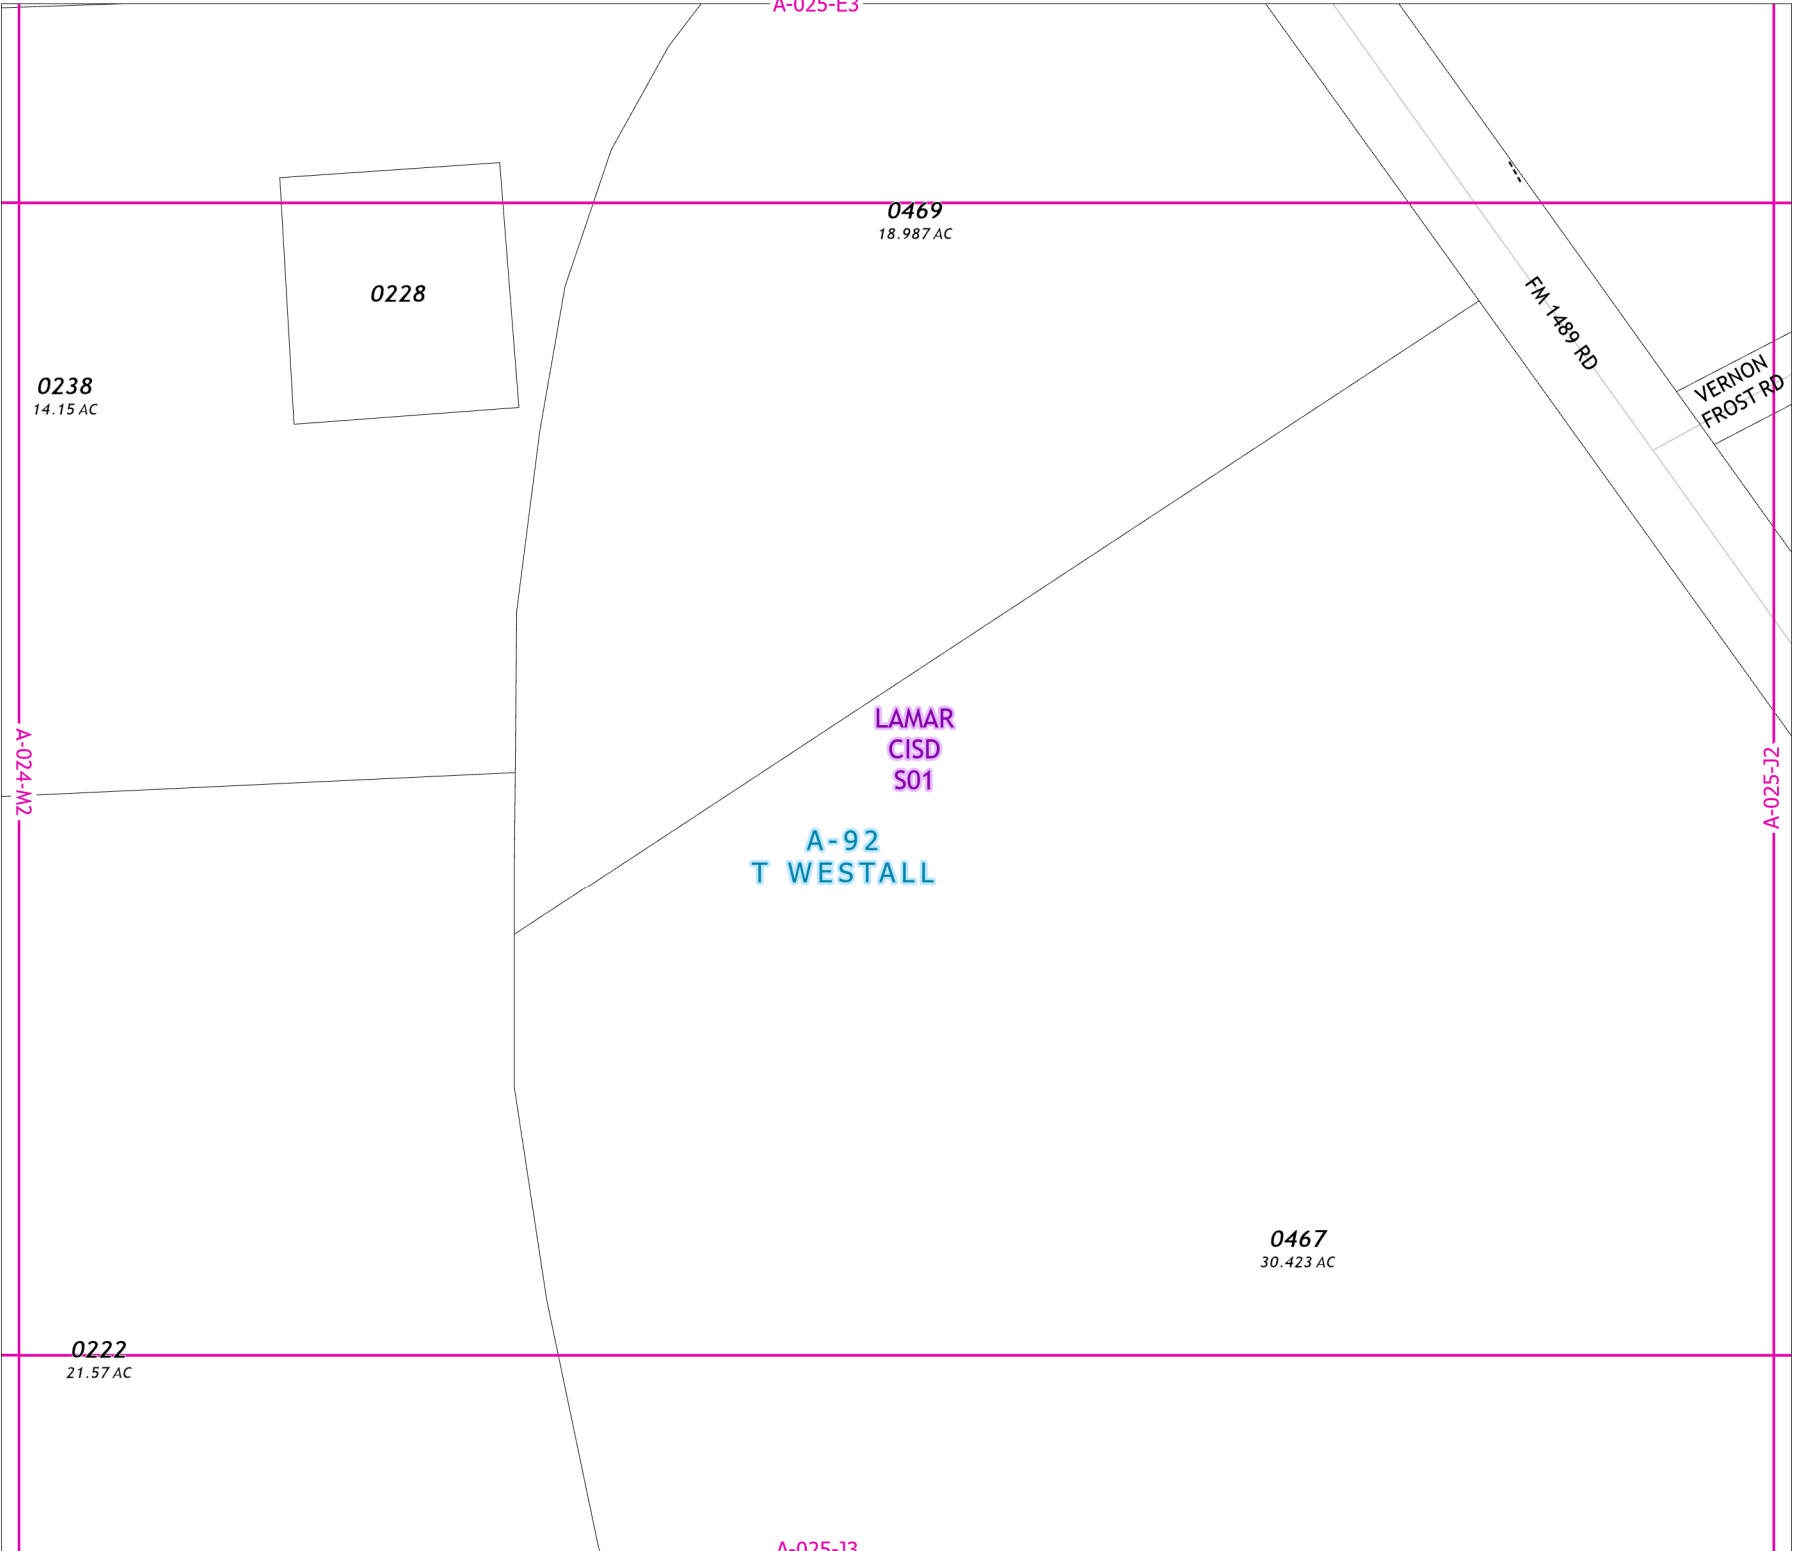 A-025-E3
0469
18.987 AC
0228
FM 1489 RD
VERNON
FROST RD
0238
14.15 AC
LAMAR
CISD
S01
A-024-M2
A-025-J2
A-92
T WESTALL
0467
30.423 AC
0222
21.57 AC
A-025-J3